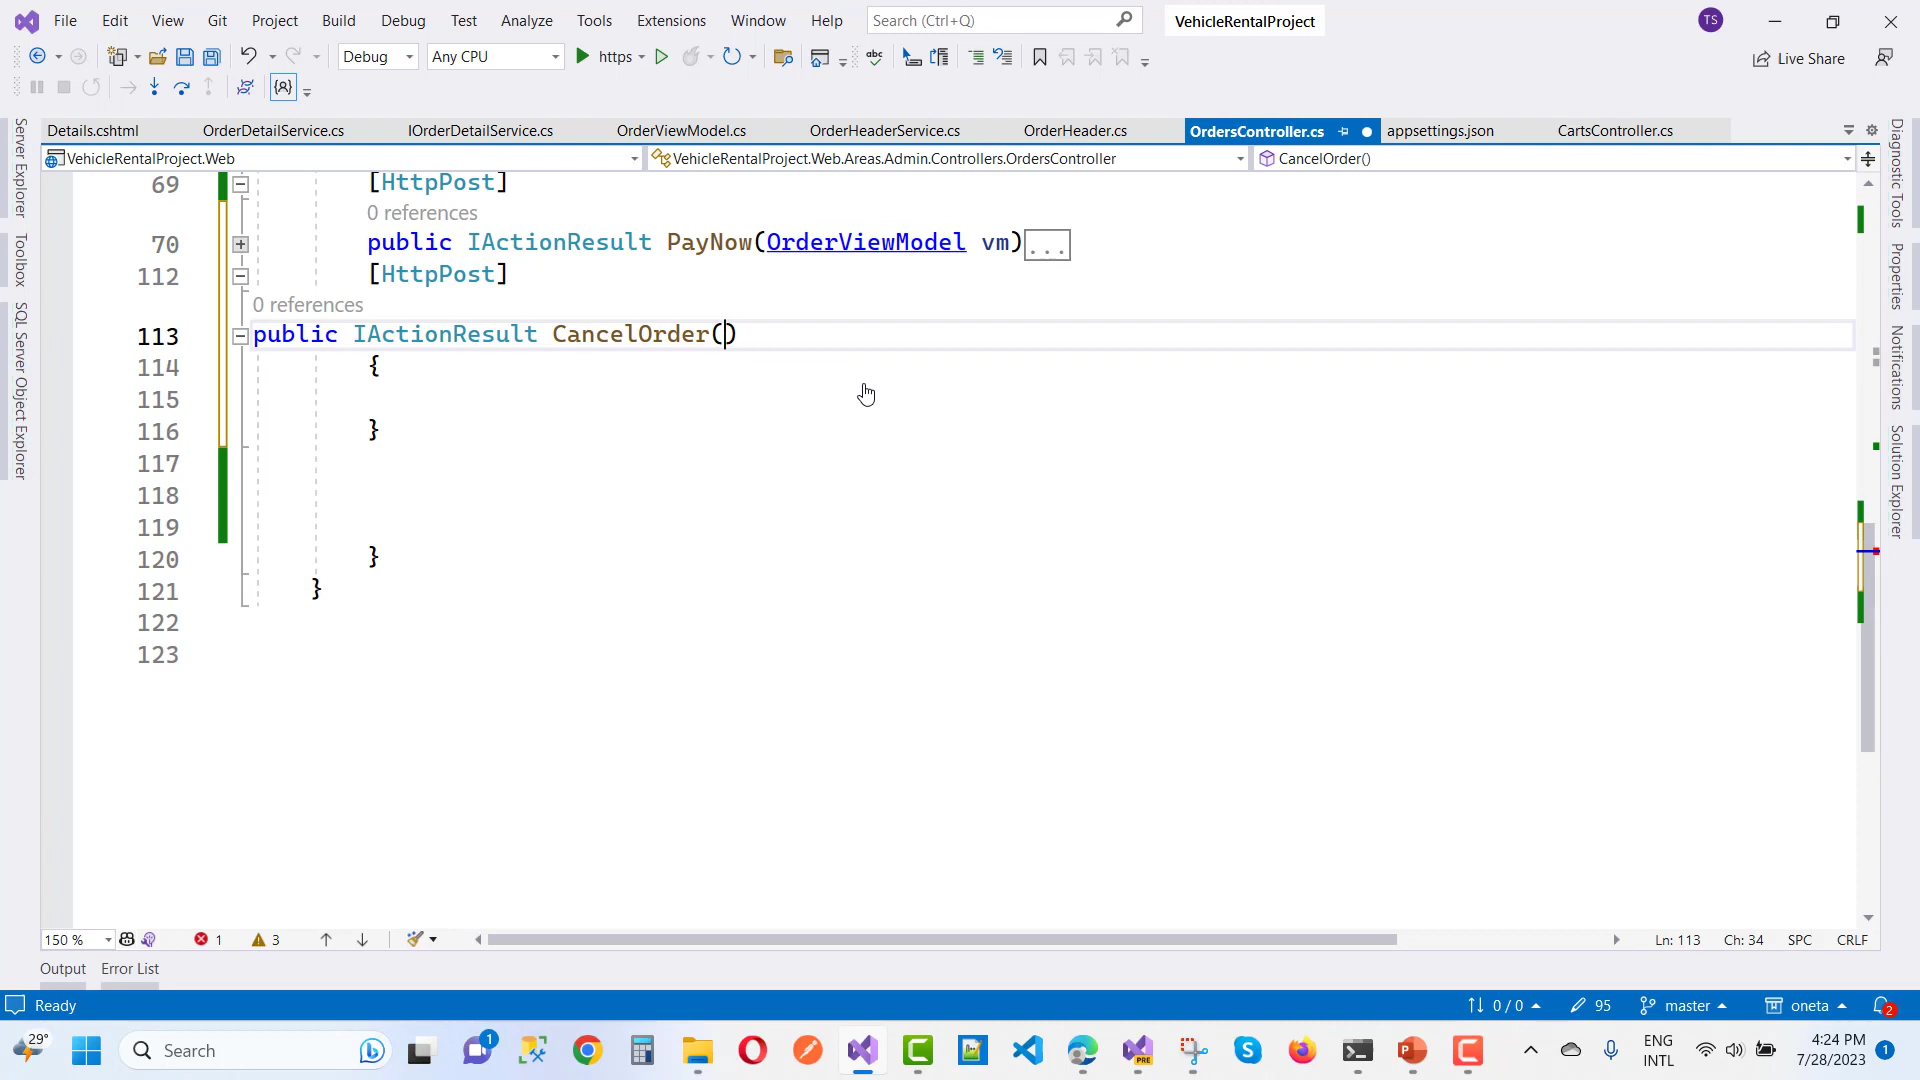 File Edit View Git Project Build Debug Test Analyze Tools Extensions Window Help Search (Ctrl+Q) VehicleRentalProject TS
Debug Any CPU https Live Share
Details.cshtml OrderDetailService.cs IOrderDetailService.cs OrderViewModel.cs OrderHeaderService.cs OrderHeader.cs OrdersController.cs appsettings.json CartsController.cs
VehicleRentalProject.Web VehicleRentalProject.Web.Areas.Admin.Controllers.OrdersController CancelOrder()
Server Explorer
Toolbox
SQL Server Object Explorer
69 [HttpPost]
0 references
70 public IActionResult PayNow(OrderViewModel vm)...
112 [HttpPost]
0 references
113 public IActionResult CancelOrder()
114 {
115
116 }
117
118
119
120 }
121 }
122
123
Diagnostic Tools
Properties
Notifications
Solution Explorer
150 % 1 3 Ln: 113 Ch: 34 SPC CRLF
Output Error List
Ready 0 / 0 95 master oneta 2
29° Search 1 PRE ENG INTL 4:24 PM 7/28/2023 1